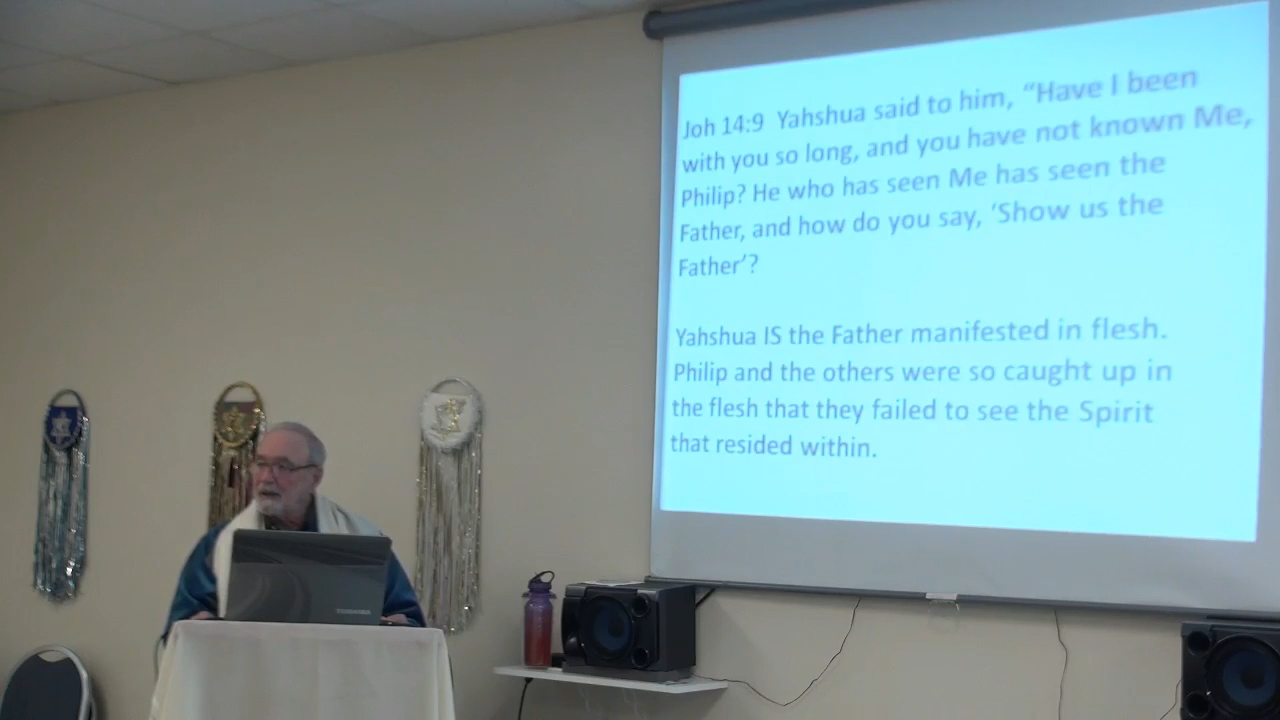 Joh 14:9  Yahshua said to him, “Have I been
with you so long, and you have not known Me,
Philip? He who has seen Me has seen the
Father, and how do you say, ‘Show us the
Father’?
Yahshua IS the Father manifested in flesh.
Philip and the others were so caught up in
the flesh that they failed to see the Spirit
that resided within.
TOSHIBA